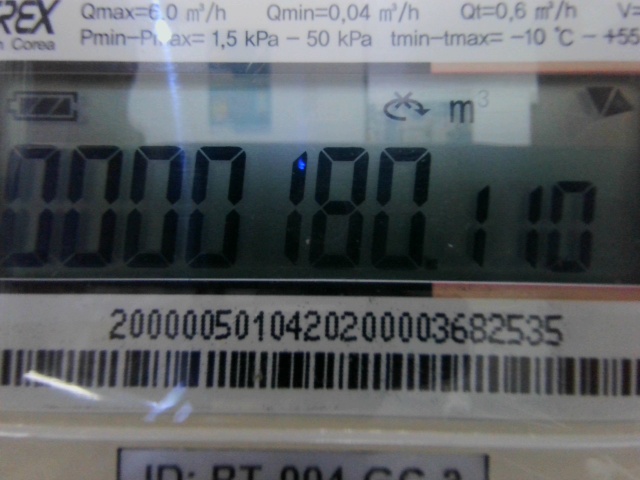 REX Qmax=6.0 m³/h Qmin=0,04 m³/h Qt=0,6 m³/h V=
n Corea Pmin-Pmax= 1,5 kPa - 50 kPa tmin-tmax= -10 °C - +55
m³
0000180.110
20000050104202000003682535